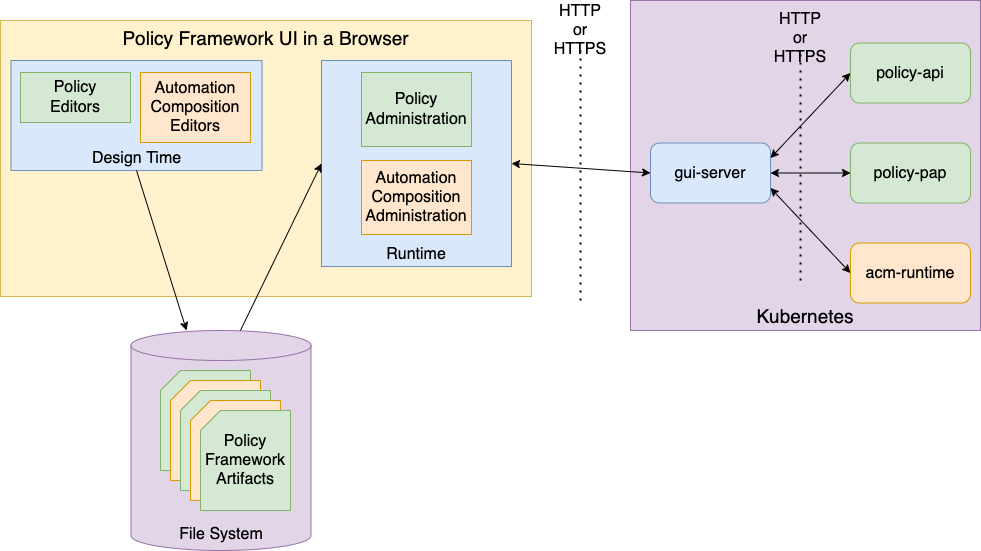 Policy Framework UI in a Browser
Policy
Editors
Automation
Composition
Editors
Design Time
Policy
Administration
Automation
Composition
Administration
Runtime
HTTP
or
HTTPS
HTTP
or
HTTPS
gui-server
policy-api
policy-pap
acm-runtime
Kubernetes
Policy
Framework
Artifacts
File System